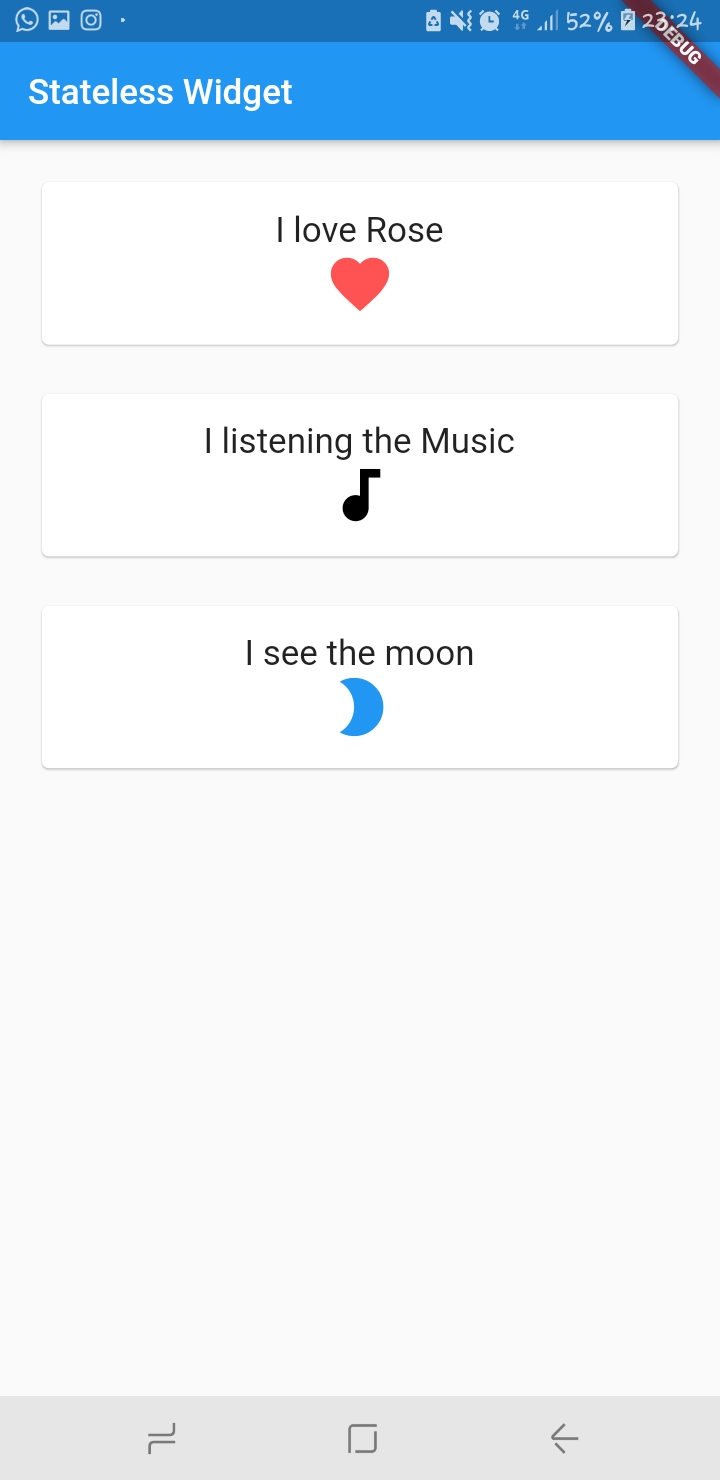 4G 52% 23:24
DEBUG
Stateless Widget
I love Rose
I listening the Music
I see the moon